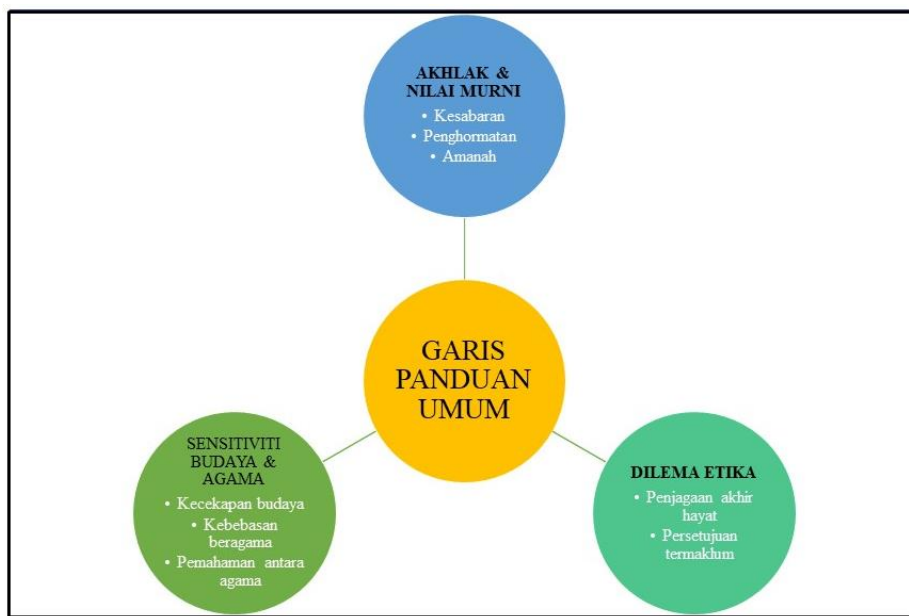 AKHLAK &
NILAI MURNI
• Kesabaran
• Penghormatan
• Amanah
GARIS
PANDUAN
UMUM
SENSITIVITI
BUDAYA &
AGAMA
• Kecekapan budaya
• Kebebasan
beragama
• Pemahaman antara
agama
DILEMA ETIKA
• Penjagaan akhir
hayat
• Persetujuan
termaklum